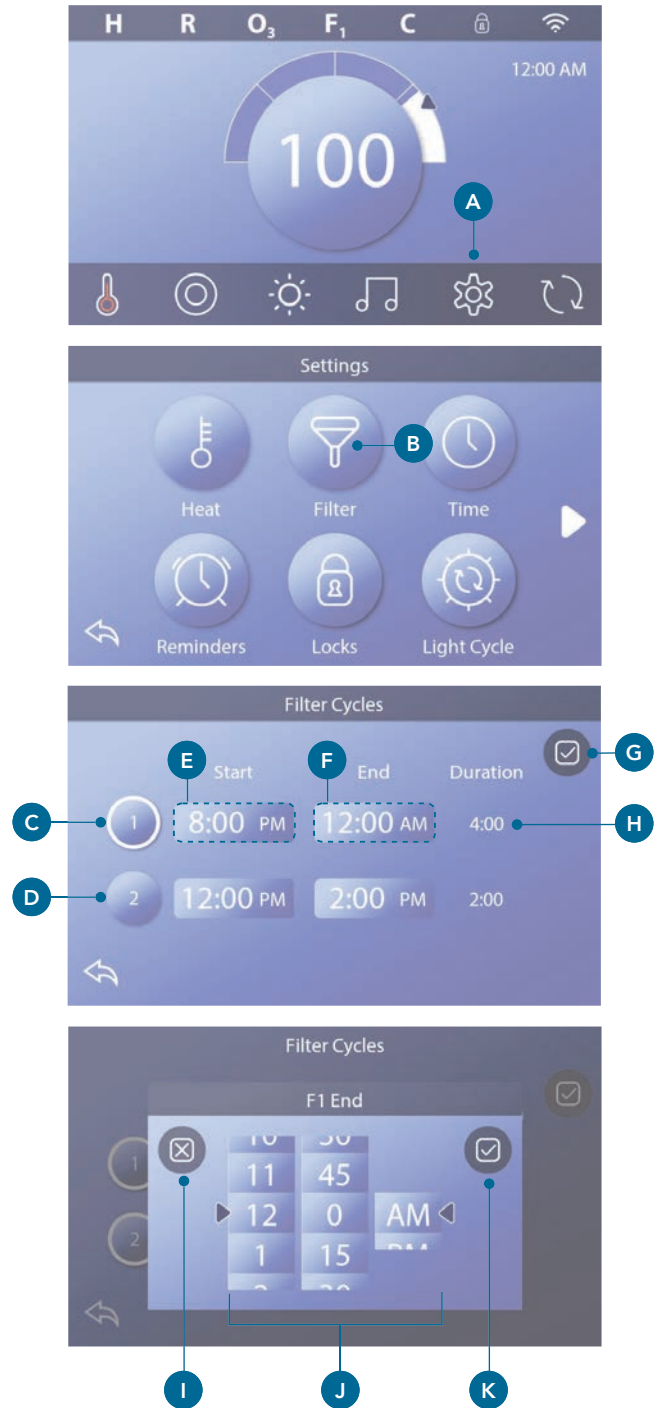 H R O₃ F₁ C
12:00 AM
100
A
Settings
B
Heat Filter Time
Reminders Locks Light Cycle
Filter Cycles
G
E F
Start End Duration
C 1 8:00 PM 12:00 AM 4:00 H
D 2 12:00 PM 2:00 PM 2:00
Filter Cycles
F1 End
11 45
1 12 0 AM
2 1 15
I J K